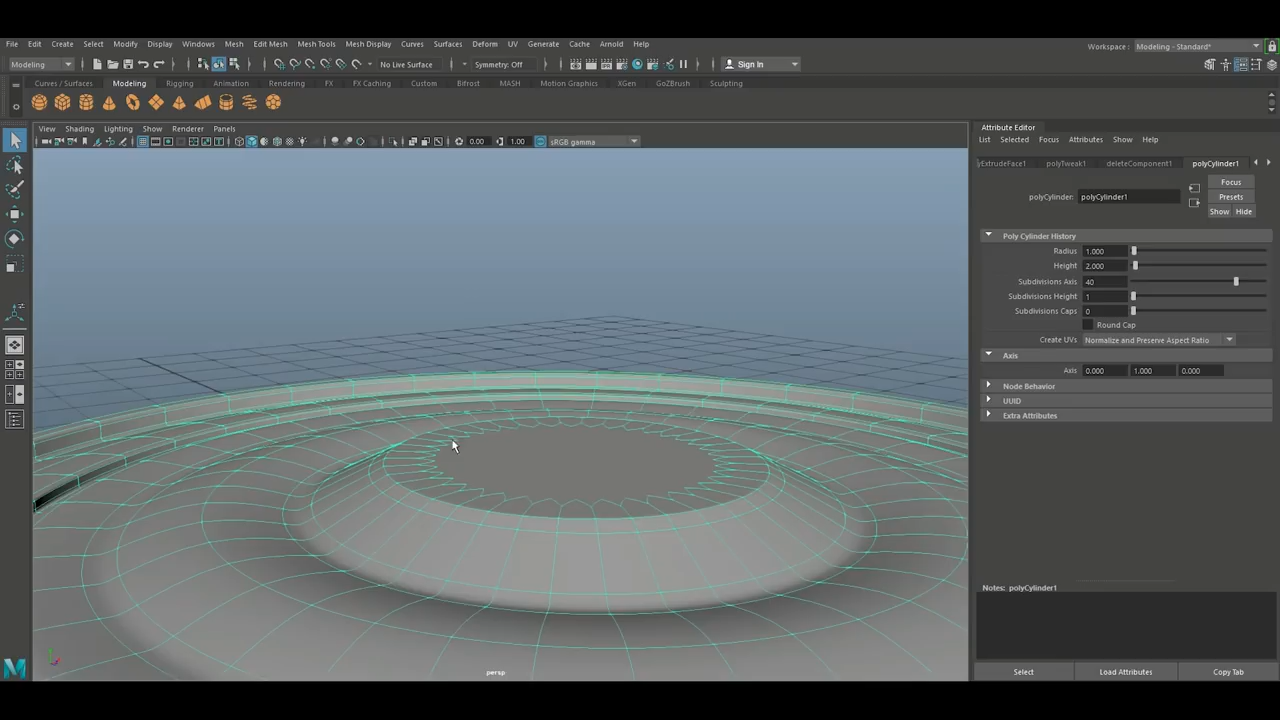 File Edit Create Select Modify Display Windows Mesh Edit Mesh Mesh Tools Mesh Display Curves Surfaces Deform UV Generate Cache Arnold Help
Workspace : Modeling - Standard*
Modeling No Live Surface Symmetry: Off Sign In
Curves / Surfaces Modeling Rigging Animation Rendering FX FX Caching Custom Bifrost MASH Motion Graphics XGen GoZBrush Sculpting
View Shading Lighting Show Renderer Panels
0.00 1.00 sRGB gamma
persp
Attribute Editor
List Selected Focus Attributes Show Help
yExtrudeFace1 polyTweak1 deleteComponent1 polyCylinder1
Focus
polyCylinder: polyCylinder1 Presets
Show Hide
Poly Cylinder History
Radius 1.000
Height 2.000
Subdivisions Axis 40
Subdivisions Height 1
Subdivisions Caps 0
Round Cap
Create UVs Normalize and Preserve Aspect Ratio
Axis
Axis 0.000 1.000 0.000
Node Behavior
UUID
Extra Attributes
Notes: polyCylinder1
Select Load Attributes Copy Tab